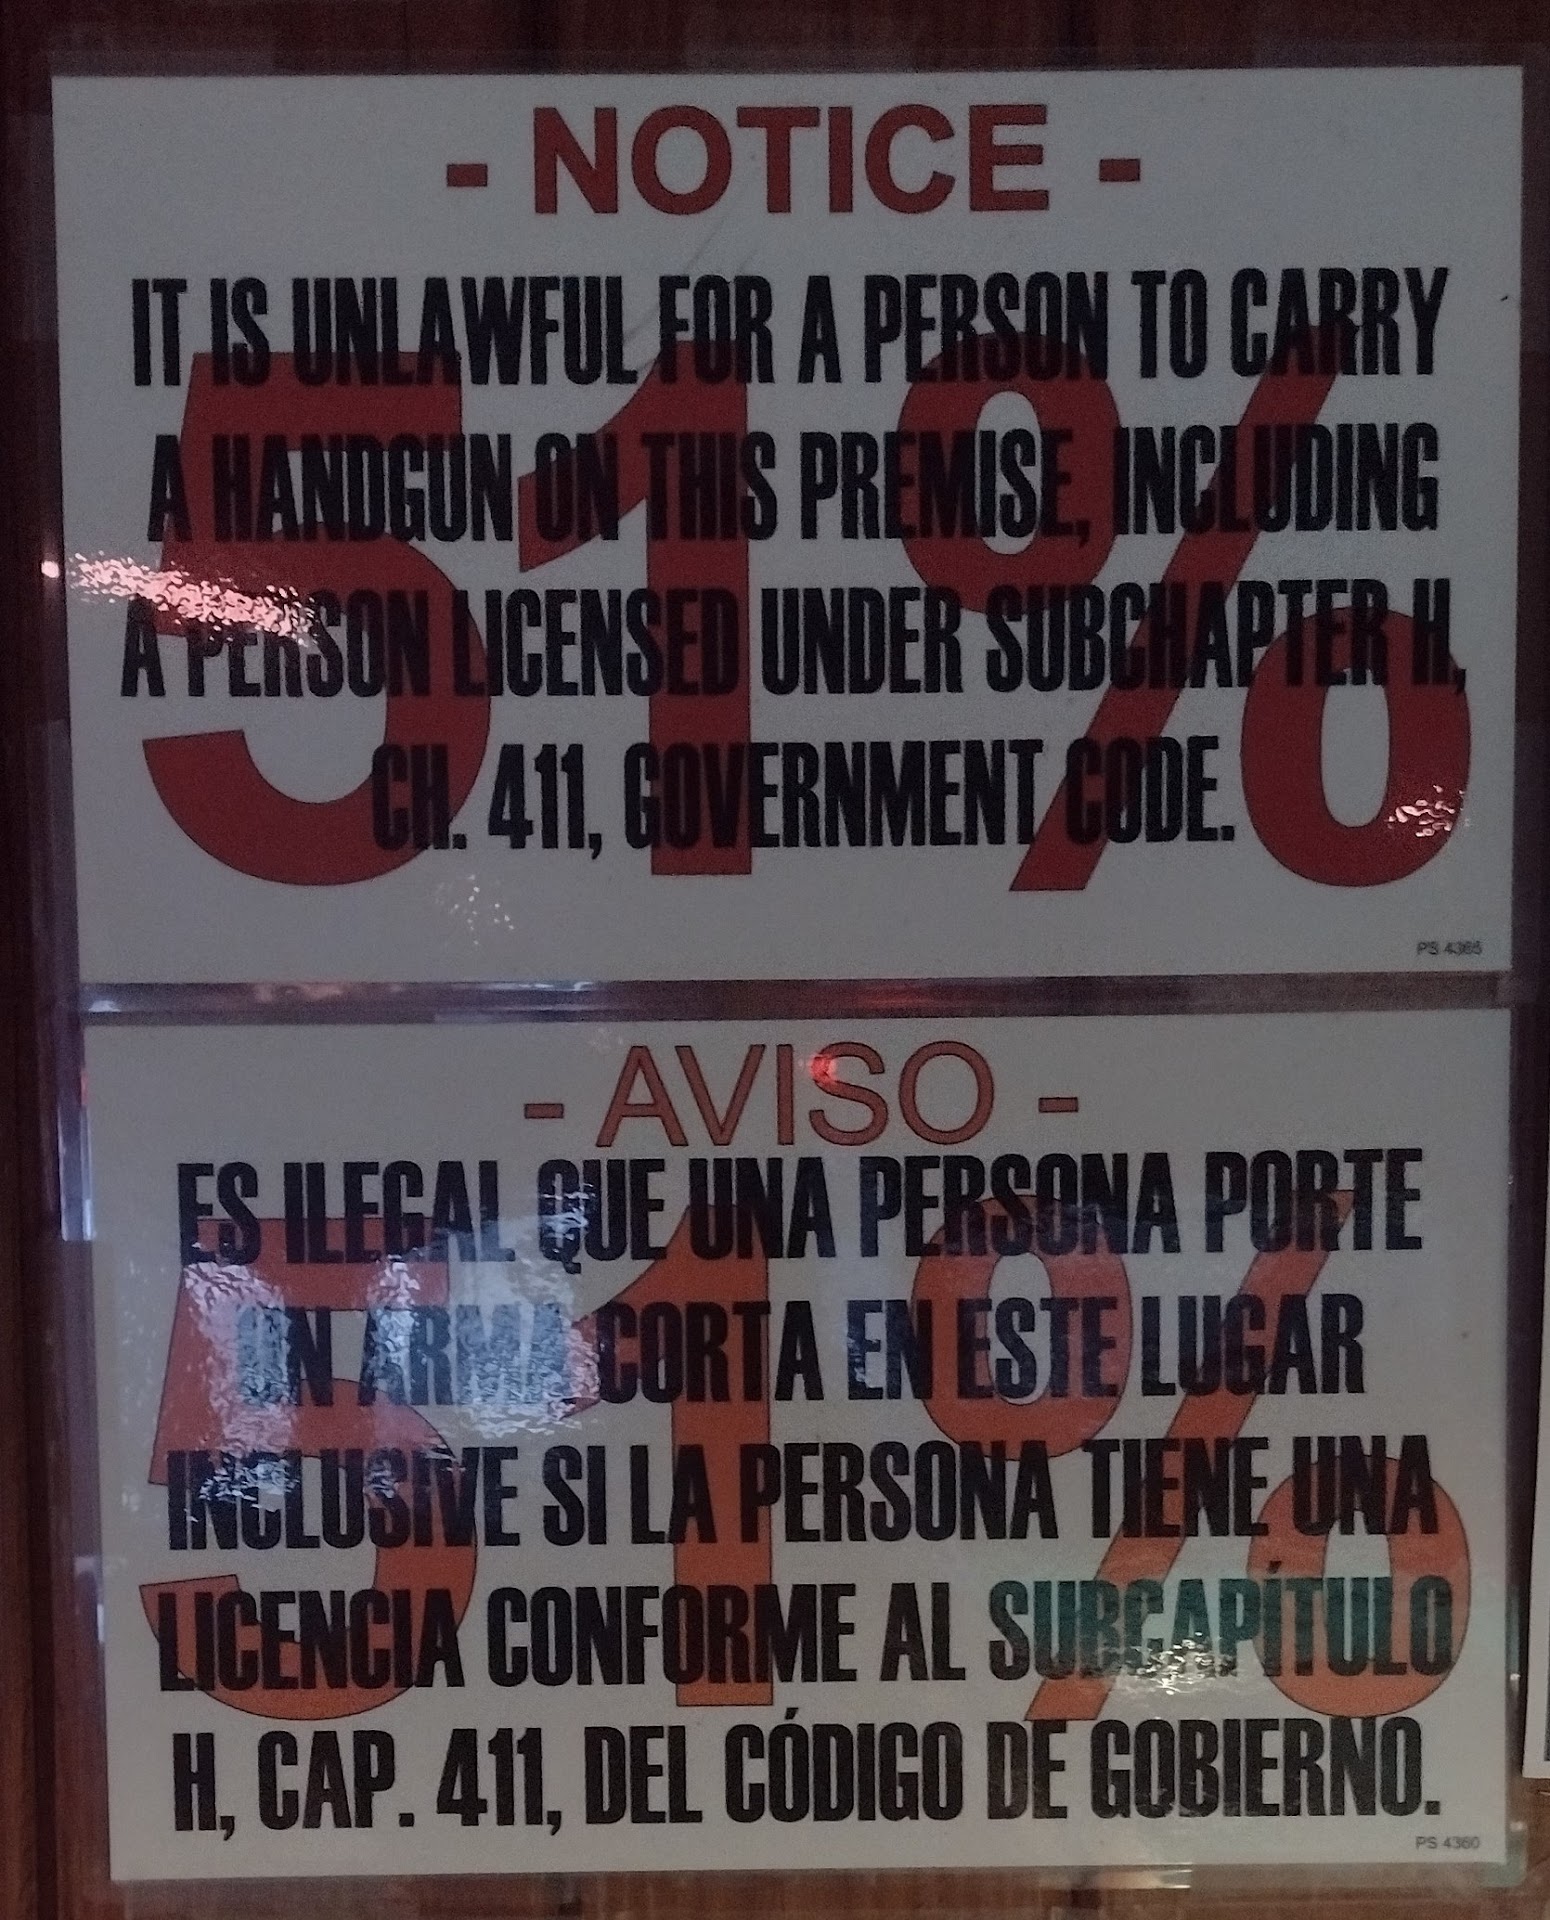 - NOTICE -
IT IS UNLAWFUL FOR A PERSON TO CARRY
A HANDGUN ON THIS PREMISE, INCLUDING
A PERSON LICENSED UNDER SUBCHAPTER H,
CH. 411, GOVERNMENT CODE.
51%
PS 4365
- AVISO -
ES ILEGAL QUE UNA PERSONA PORTE
UN ARMA CORTA EN ESTE LUGAR
INCLUSIVE SI LA PERSONA TIENE UNA
LICENCIA CONFORME AL SUBCAPÍTULO
H, CAP. 411, DEL CÓDIGO DE GOBIERNO.
51%
PS 4360